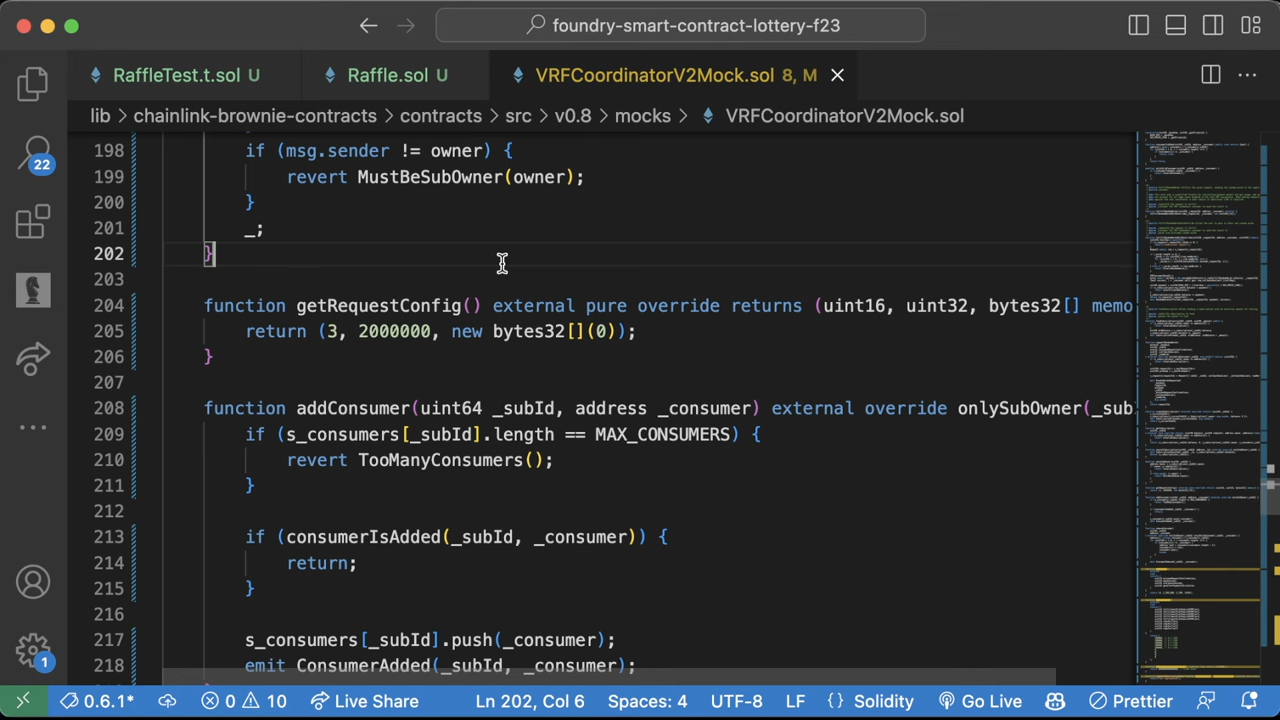 foundry-smart-contract-lottery-f23
RaffleTest.t.sol U
Raffle.sol U
VRFCoordinatorV2Mock.sol 8, M
lib > chainlink-brownie-contracts > contracts > src > v0.8 > mocks > VRFCoordinatorV2Mock.sol
22
198 if (msg.sender != owner) {
199 revert MustBeSubOwner(owner);
200 }
201 _;
202 }
203
204 function getRequestConfig() external pure override returns (uint16, uint32, bytes32[] memo
205 return (3, 2000000, new bytes32[](0));
206 }
207
208 function addConsumer(uint64 _subId, address _consumer) external override onlySubOwner(_sub
209 if (s_consumers[_subId].length == MAX_CONSUMERS) {
210 revert TooManyConsumers();
211 }
212
213 if (consumerIsAdded(_subId, _consumer)) {
214 return;
215 }
216
217 s_consumers[_subId].push(_consumer);
218 emit ConsumerAdded(_subId, _consumer);
1
0.6.1* 0 10 Live Share Ln 202, Col 6 Spaces: 4 UTF-8 LF {} Solidity Go Live Prettier